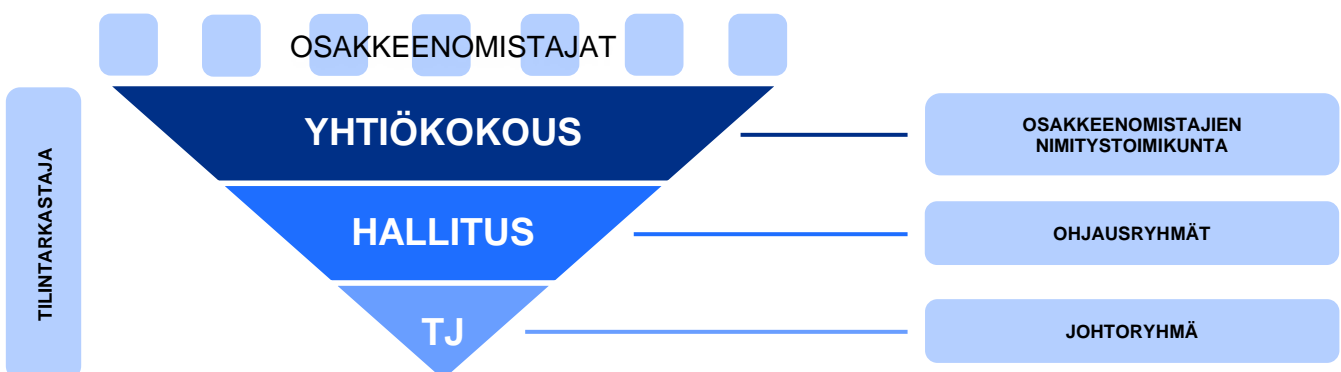 OSAKKEENOMISTAJAT
YHTIÖKOKOUS
OSAKKEENOMISTAJIEN
NIMITYSTOIMIKUNTA
TILINTARKASTAJA
HALLITUS
OHJAUSRYHMÄT
TJ
JOHTORYHMÄ